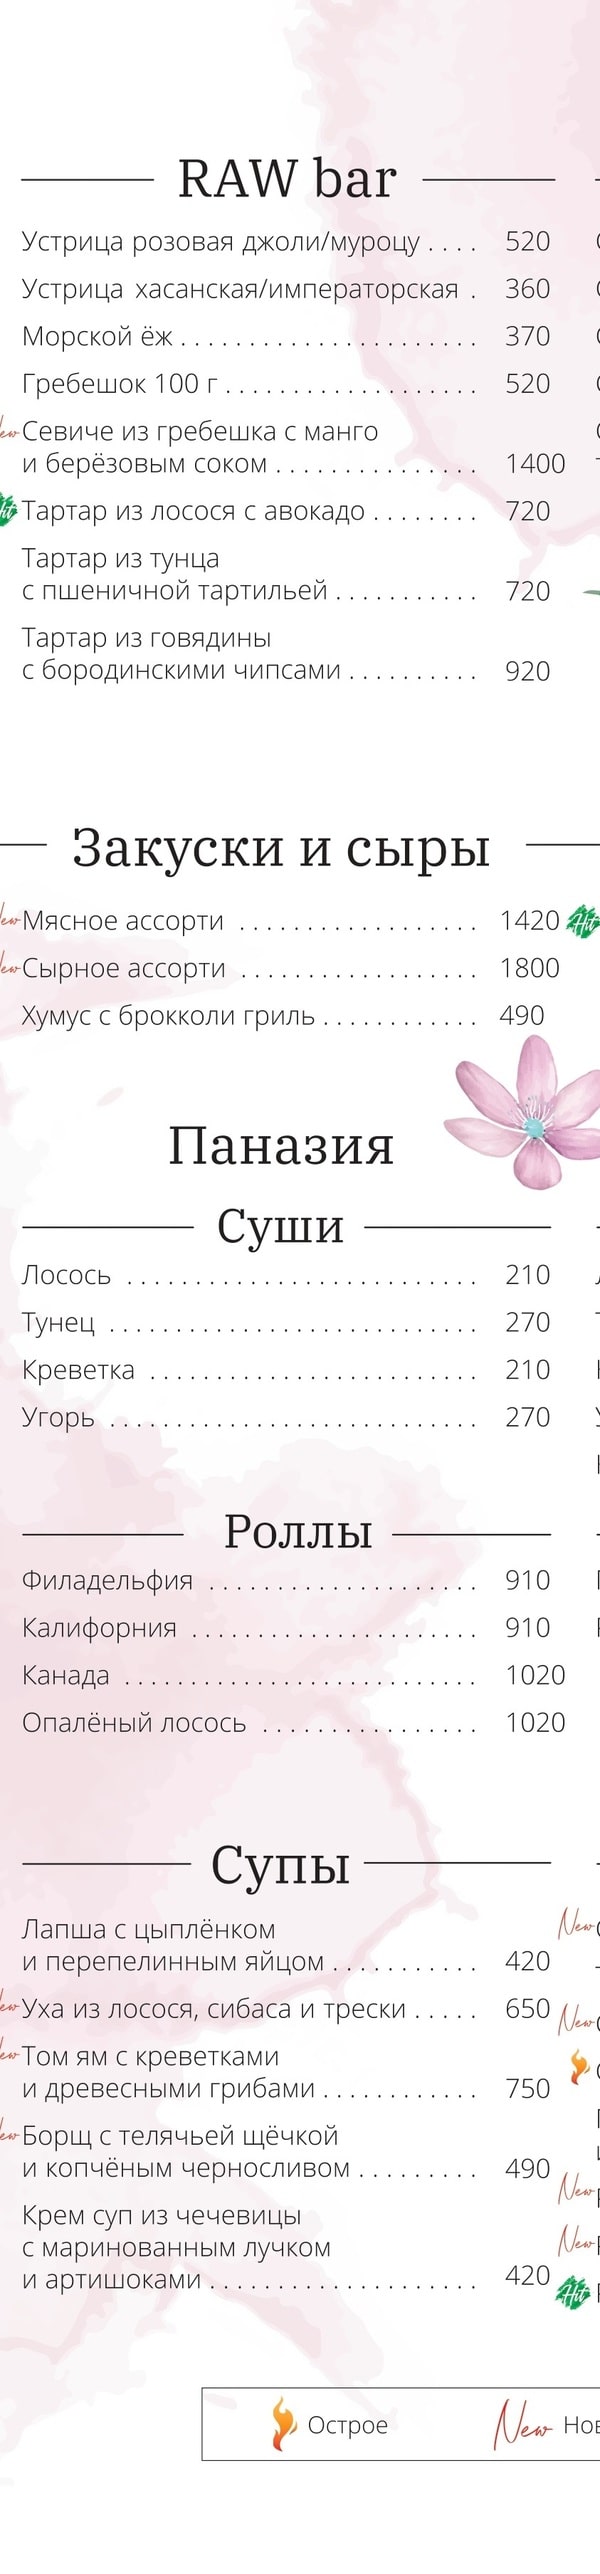 RAW bar
Устрица розовая джоли/муроцу . . . . 520
Устрица хасанская/императорская . 360
Морской ёж . . . . . . . . . . . . . . . . . . . . . . 370
Гребешок 100 г . . . . . . . . . . . . . . . . . . . 520
Севиче из гребешка с манго
и берёзовым соком . . . . . . . . . . . . . . . 1400
Hit Тартар из лосося с авокадо . . . . . . . . 720
Тартар из тунца
с пшеничной тартильей . . . . . . . . . . . 720
Тартар из говядины
с бородинскими чипсами . . . . . . . . . . 920
Закуски и сыры
Мясное ассорти . . . . . . . . . . . . . . . . . . 1420 Hit
Сырное ассорти . . . . . . . . . . . . . . . . . . 1800
Хумус с брокколи гриль . . . . . . . . . . . . 490
Паназия
Суши
Лосось . . . . . . . . . . . . . . . . . . . . . . . . . . 210
Тунец . . . . . . . . . . . . . . . . . . . . . . . . . . . 270
Креветка . . . . . . . . . . . . . . . . . . . . . . . . 210
Угорь . . . . . . . . . . . . . . . . . . . . . . . . . . . 270
Роллы
Филадельфия . . . . . . . . . . . . . . . . . . . . 910
Калифорния . . . . . . . . . . . . . . . . . . . . . . 910
Канада . . . . . . . . . . . . . . . . . . . . . . . . . . 1020
Опалёный лосось . . . . . . . . . . . . . . . . 1020
Супы
Лапша с цыплёнком
и перепелинным яйцом . . . . . . . . . . . 420
New
Уха из лосося, сибаса и трески . . . . . 650
New
Том ям с креветками
и древесными грибами . . . . . . . . . . . . 750
Борщ с телячьей щёчкой
и копчёным черносливом . . . . . . . . . 490
New
Крем суп из чечевицы
с маринованным лучком
New
и артишоками . . . . . . . . . . . . . . . . . . . . 420
Hit
Острое New